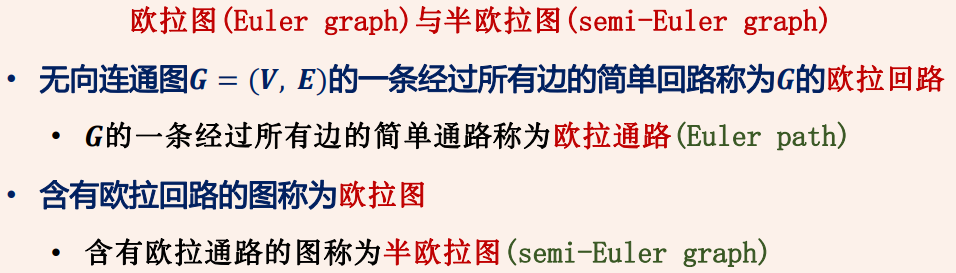 欧拉图(Euler graph)与半欧拉图(semi-Euler graph)
• 无向连通图G = (V, E)的一条经过所有边的简单回路称为G的欧拉回路
• G的一条经过所有边的简单通路称为欧拉通路(Euler path)
• 含有欧拉回路的图称为欧拉图
• 含有欧拉通路的图称为半欧拉图(semi-Euler graph)